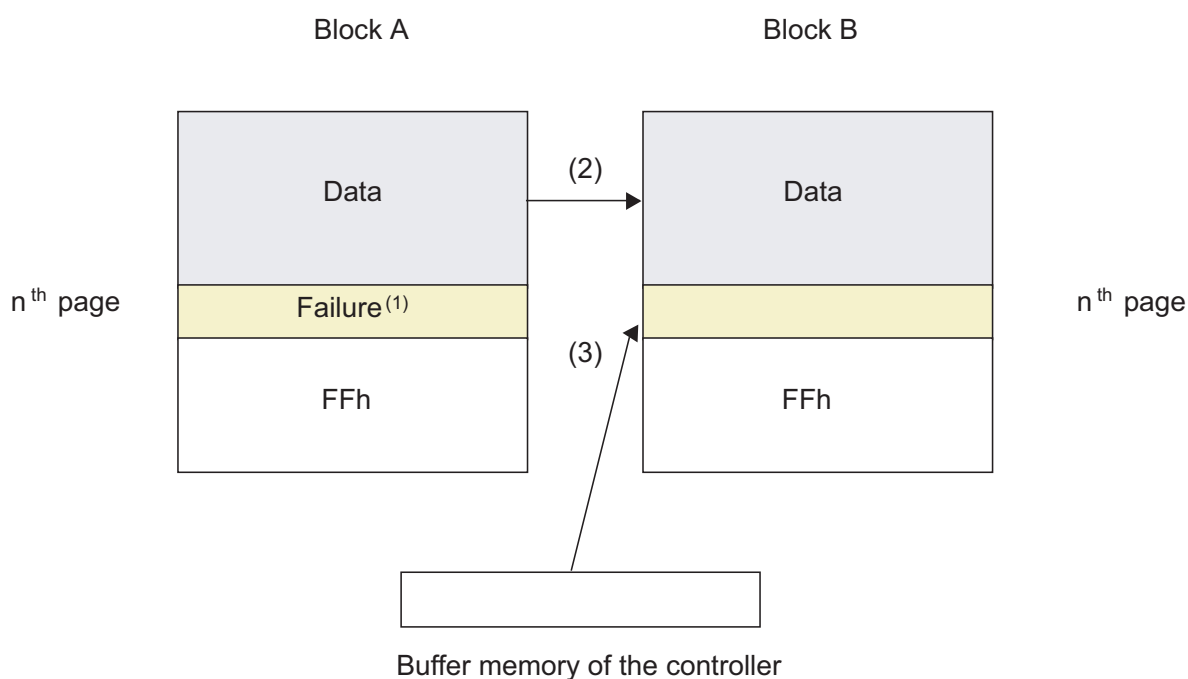 Block A
Block B
(2)
Data
Data
n th page
Failure (1)
n th page
(3)
FFh
FFh
Buffer memory of the controller